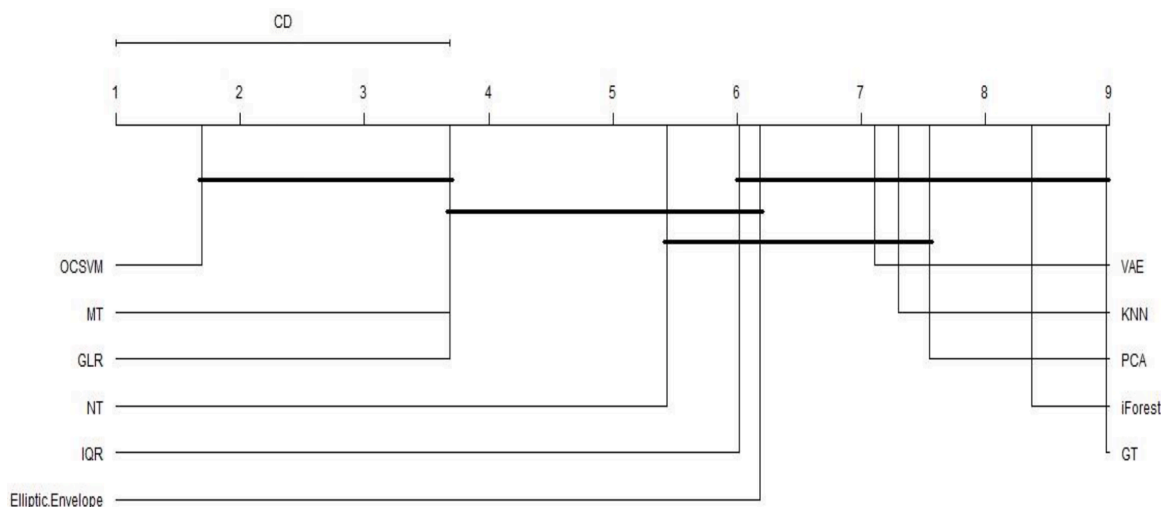 CD
1 2 3 4 5 6 7 8 9
OCSVM VAE
MT KNN
GLR PCA
NT iForest
IQR GT
Elliptic.Envelope